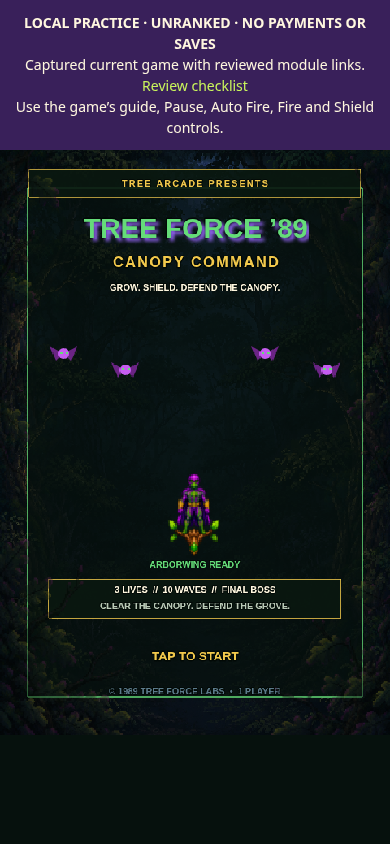 LOCAL PRACTICE · UNRANKED · NO PAYMENTS OR
SAVES
Captured current game with reviewed module links.
Review checklist
Use the game’s guide, Pause, Auto Fire, Fire and Shield
controls.
TREE ARCADE PRESENTS
TREE FORCE ’89
CANOPY COMMAND
GROW. SHIELD. DEFEND THE CANOPY.
ARBORWING READY
3 LIVES // 10 WAVES // FINAL BOSS
CLEAR THE CANOPY. DEFEND THE GROVE.
TAP TO START
© 1989 TREE FORCE LABS • 1 PLAYER